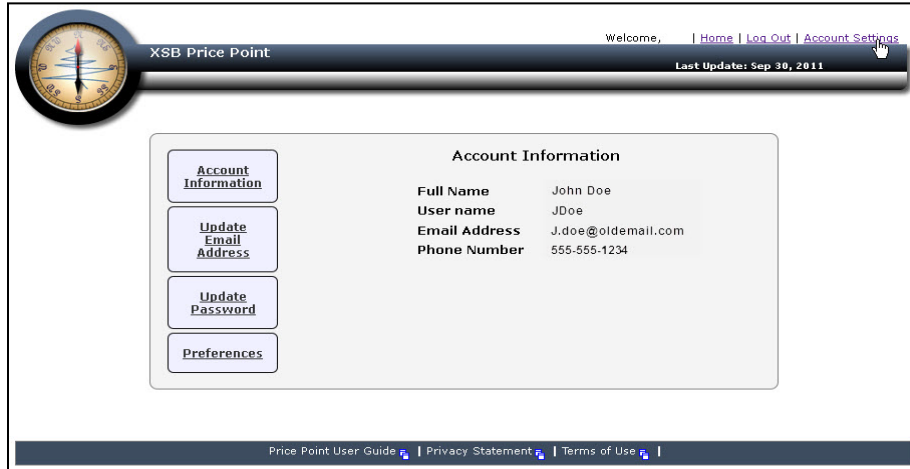 Welcome, | Home | Log Out | Account Settings
XSB Price Point
Last Update: Sep 30, 2011
Account Information
Account
Information
Full Name John Doe
User name JDoe
Email Address J.doe@oldemail.com
Phone Number 555-555-1234
Update
Email
Address
Update
Password
Preferences
Price Point User Guide | Privacy Statement | Terms of Use |